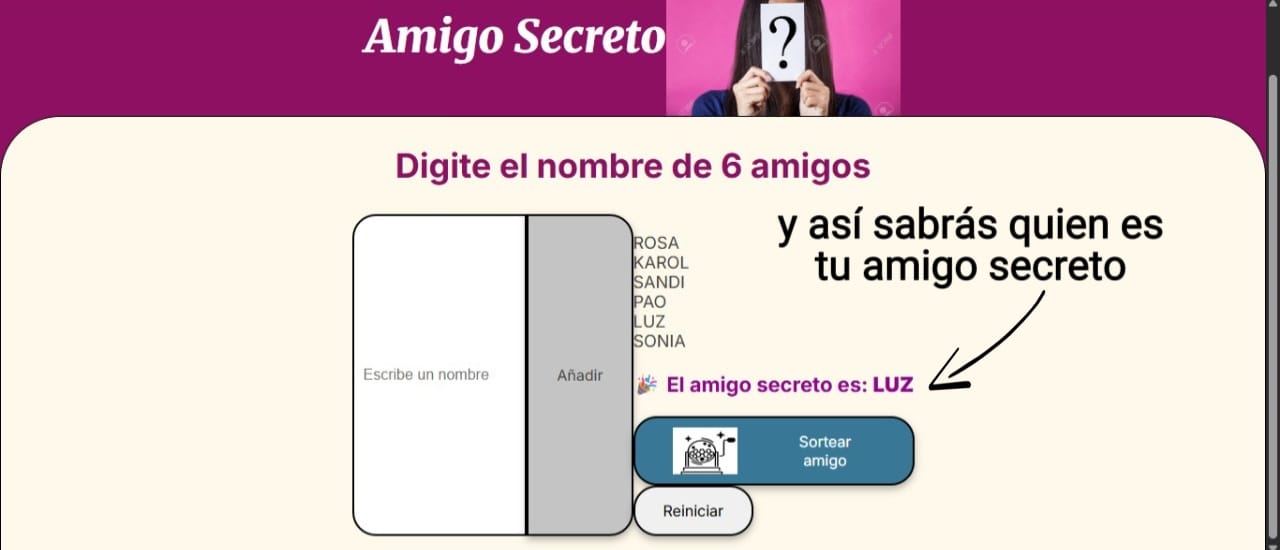 Amigo Secreto
?
Digite el nombre de 6 amigos
y así sabrás quien es
tu amigo secreto
ROSA
KAROL
SANDI
PAO
LUZ
SONIA
Escribe un nombre
Añadir
🎉 El amigo secreto es: LUZ
Sortear
amigo
Reiniciar